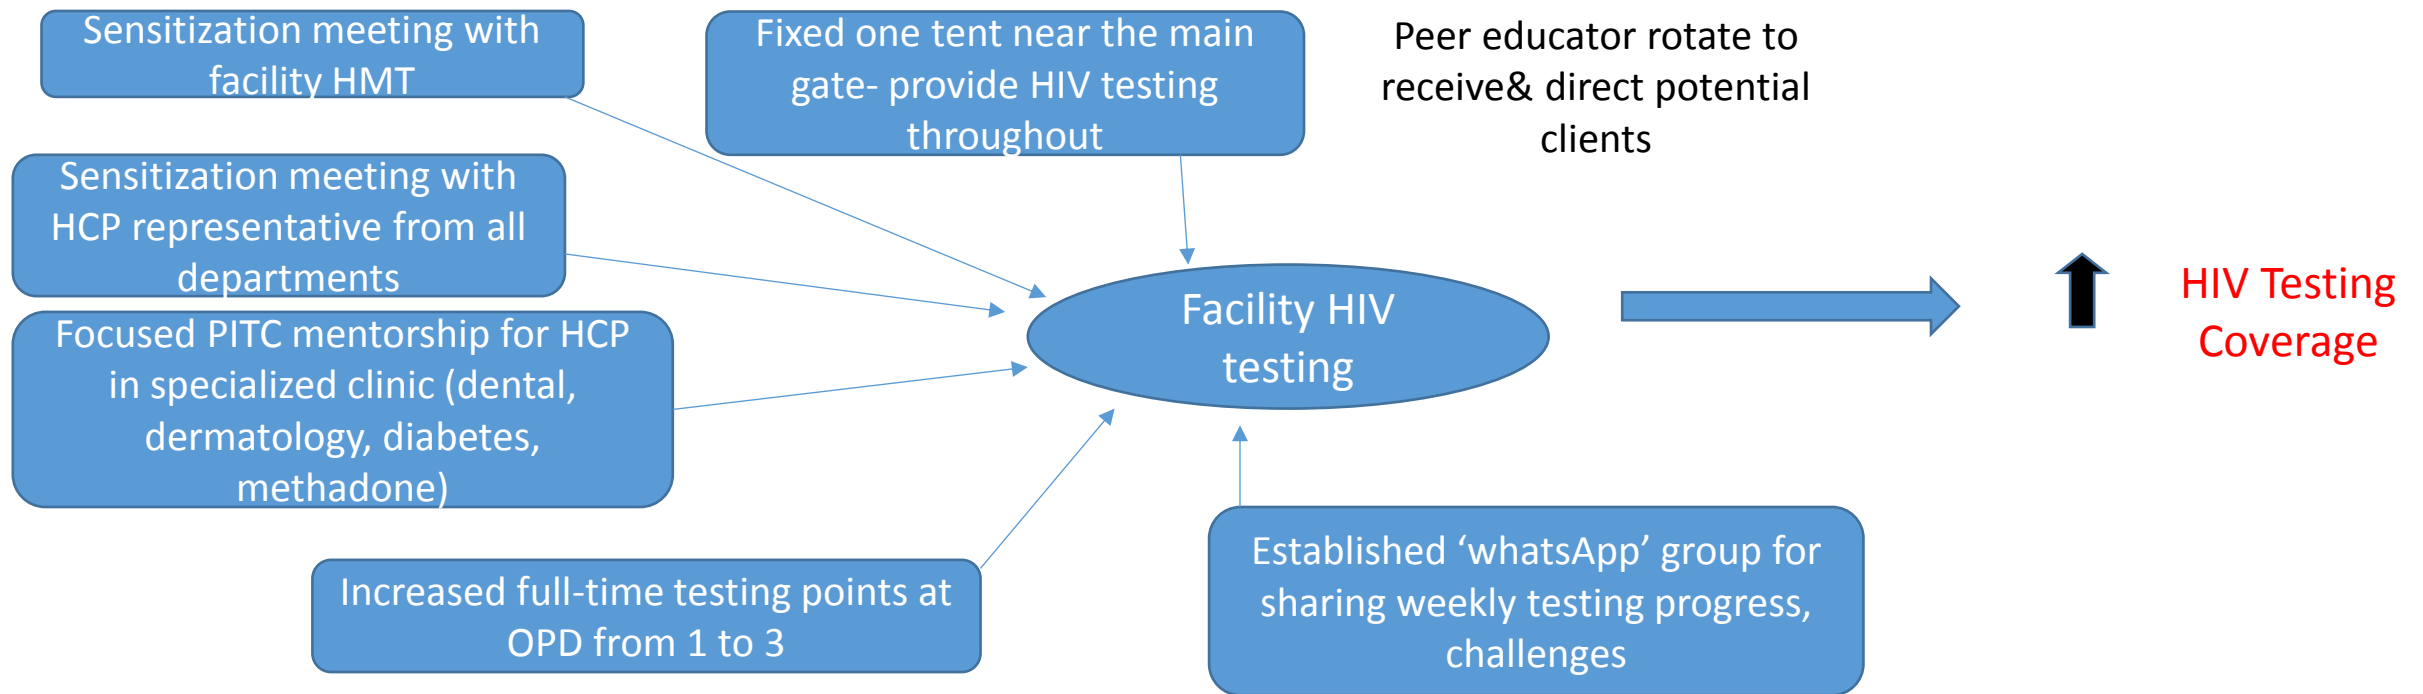 Sensitization meeting with
facility HMT
Fixed one tent near the main
gate- provide HIV testing
throughout
Peer educator rotate to
receive& direct potential
clients
Sensitization meeting with
HCP representative from all
departments
Focused PITC mentorship for HCP
in specialized clinic (dental,
dermatology, diabetes,
methadone)
Facility HIV
testing
HIV Testing
Coverage
Increased full-time testing points at
OPD from 1 to 3
Established ‘whatsApp’ group for
sharing weekly testing progress,
challenges